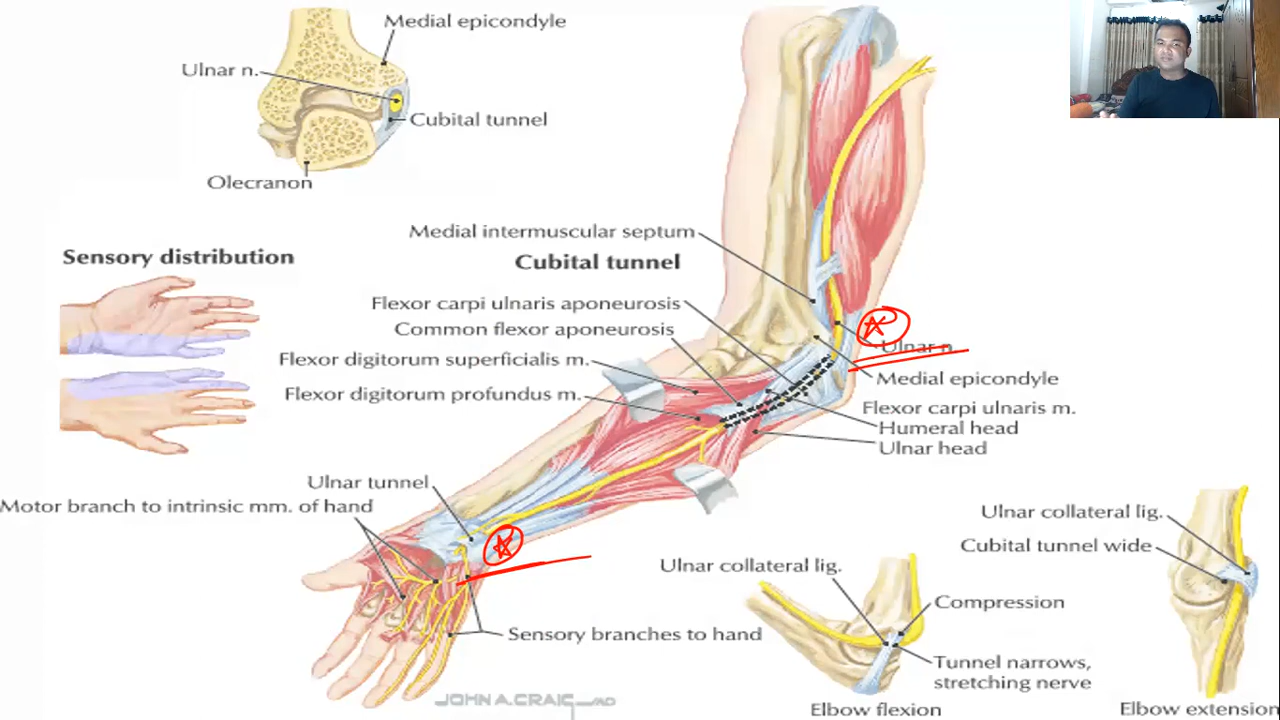 Medial epicondyle
Ulnar n.
Cubital tunnel
Olecranon
Sensory distribution
Medial intermuscular septum
Cubital tunnel
Flexor carpi ulnaris aponeurosis
Common flexor aponeurosis
Flexor digitorum superficialis m.
Flexor digitorum profundus m.
Ulnar n.
Medial epicondyle
Flexor carpi ulnaris m.
Humeral head
Ulnar head
Ulnar tunnel
Motor branch to intrinsic mm. of hand
Sensory branches to hand
Ulnar collateral lig.
Compression
Tunnel narrows,
stretching nerve
Elbow flexion
Ulnar collateral lig.
Cubital tunnel wide
Elbow extension
JOHN A. CRAIG MD